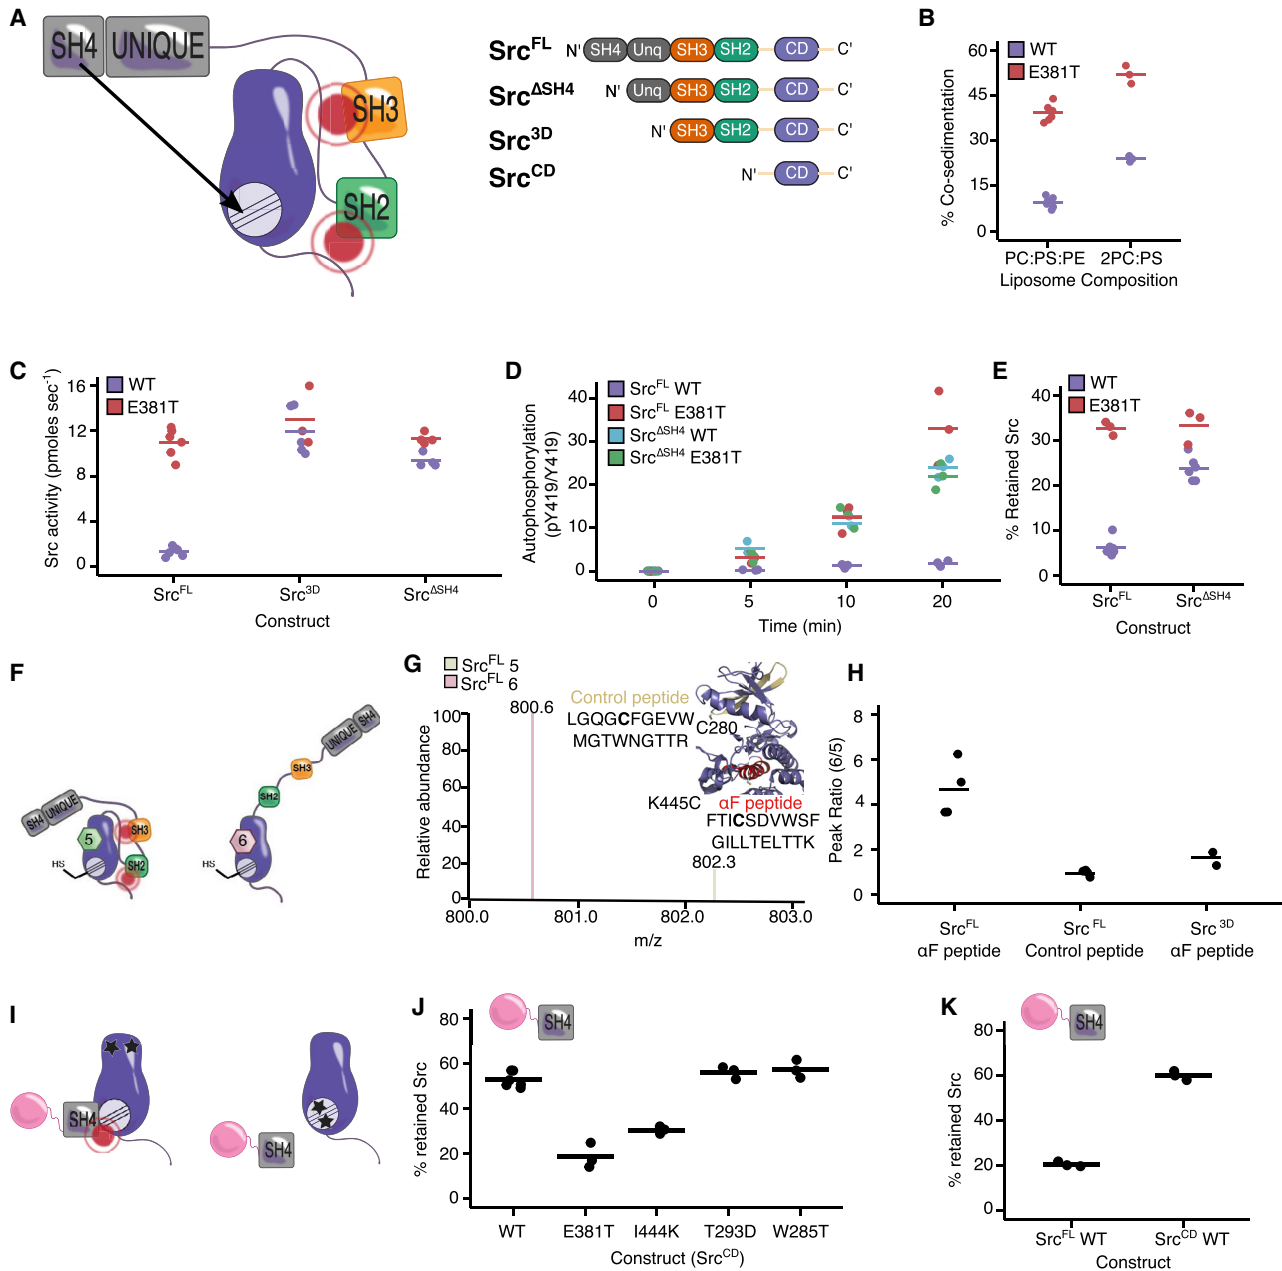 A
SH4 UNIQUE
SH3
SH2
Src^FL N' SH4 Unq SH3 SH2 CD C'
Src^ΔSH4 N' Unq SH3 SH2 CD C'
Src^3D N' SH3 SH2 CD C'
Src^CD N' CD C'
B
% Co-sedimentation
60
45
30
15
0
WT
E381T
PC:PS:PE 2PC:PS
Liposome Composition
C
Src activity (pmoles sec^-1)
16
12
8
4
0
WT
E381T
Src^FL Src^3D Src^ΔSH4
Construct
D
Autophosphorylation
(pY419/Y419)
40
30
20
10
0
Src^FL WT
Src^FL E381T
Src^ΔSH4 WT
Src^ΔSH4 E381T
0 5 10 20
Time (min)
E
% Retained Src
40
30
20
10
0
WT
E381T
Src^FL Src^ΔSH4
Construct
F
SH4 UNIQUE
5
SH3
SH2
HS
UNIQUE SH4
SH3
SH2
6
HS
G
Src^FL 5
Src^FL 6
Relative abundance
100
80
60
40
20
0
800.6
Control peptide
LGQGCFGEVW
MGTWNGTTR
C280
K445C
αF peptide
FTICSDVWSF
GILLTELTTK
802.3
800.0 801.0 802.0 803.0
m/z
H
Peak Ratio (6/5)
8
6
4
2
0
Src^FL Src ^FL Src ^3D
αF peptide Control peptide αF peptide
I
SH4
SH4
J
SH4
% retained Src
80
60
40
20
0
WT E381T I444K T293D W285T
Construct (Src^CD)
K
SH4
% retained Src
80
60
40
20
0
Src^FL WT Src^CD WT
Construct